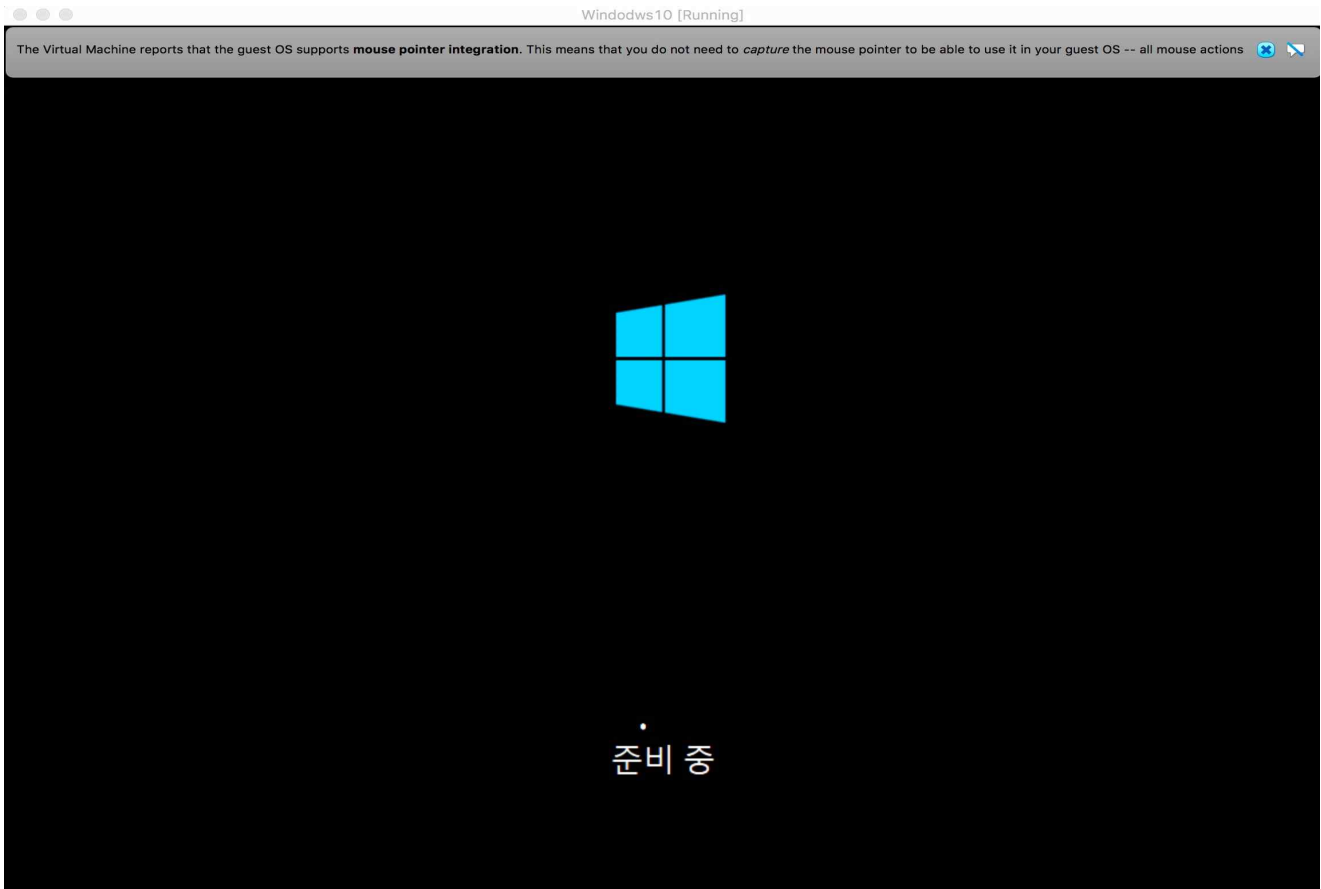 Windodws10 [Running]
The Virtual Machine reports that the guest OS supports mouse pointer integration. This means that you do not need to capture the mouse pointer to be able to use it in your guest OS -- all mouse actions
준비 중